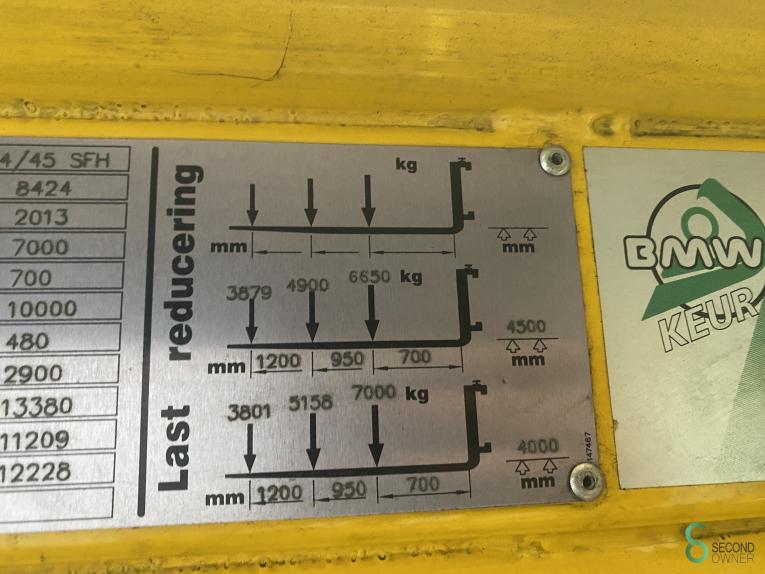 4/45 SFH
8424
2013
7000
700
10000
480
2900
13380
11209
12228
Last reducering
kg
mm
mm
3879 4900 6650 kg
4500
mm 1200 950 700 mm
3801 5158 7000 kg
4000
mm 1200 950 700 mm
147467
BMW
KEUR
SECOND
OWNER